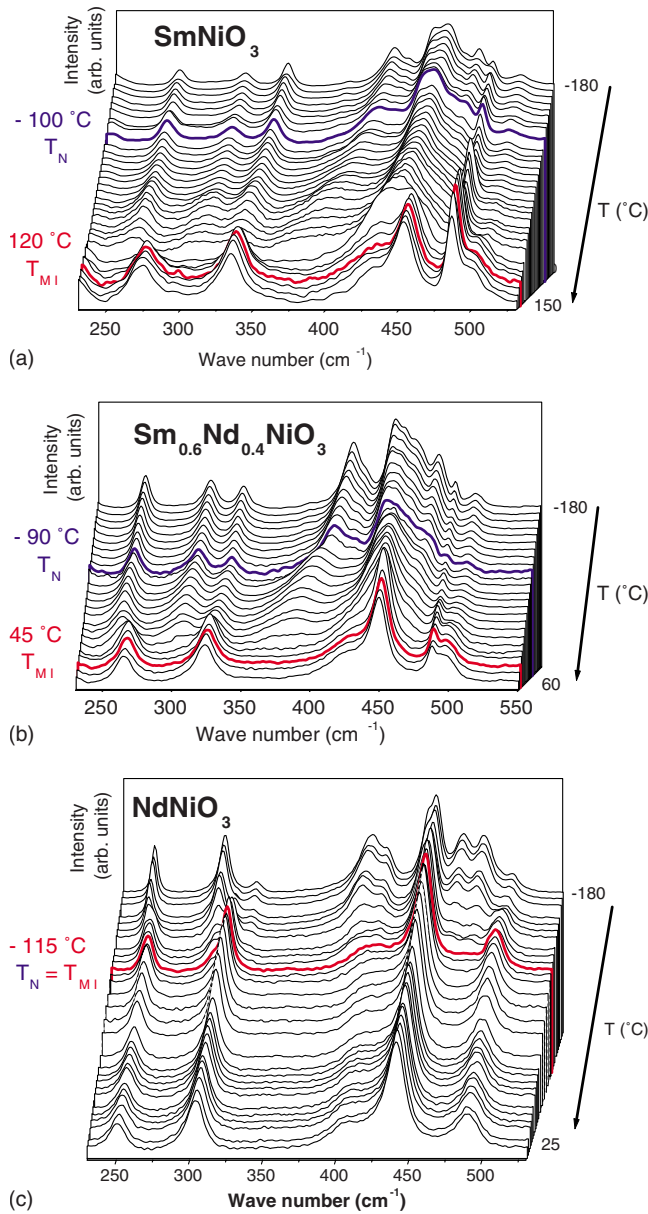 SmNiO3
Intensity
(arb. units)
-180
- 100 °C
TN
T (°C)
120 °C
TMI
150
250 300 350 400 450 500
Wave number (cm -1)
(a)
Sm0.6Nd0.4NiO3
Intensity
(arb. units)
-180
- 90 °C
TN
T (°C)
45 °C
TMI
60
250 300 350 400 450 500 550
Wave number (cm -1)
(b)
NdNiO3
Intensity
(arb. units)
-180
- 115 °C
TN = TMI
T (°C)
25
250 300 350 400 450 500
Wave number (cm-1)
(c)